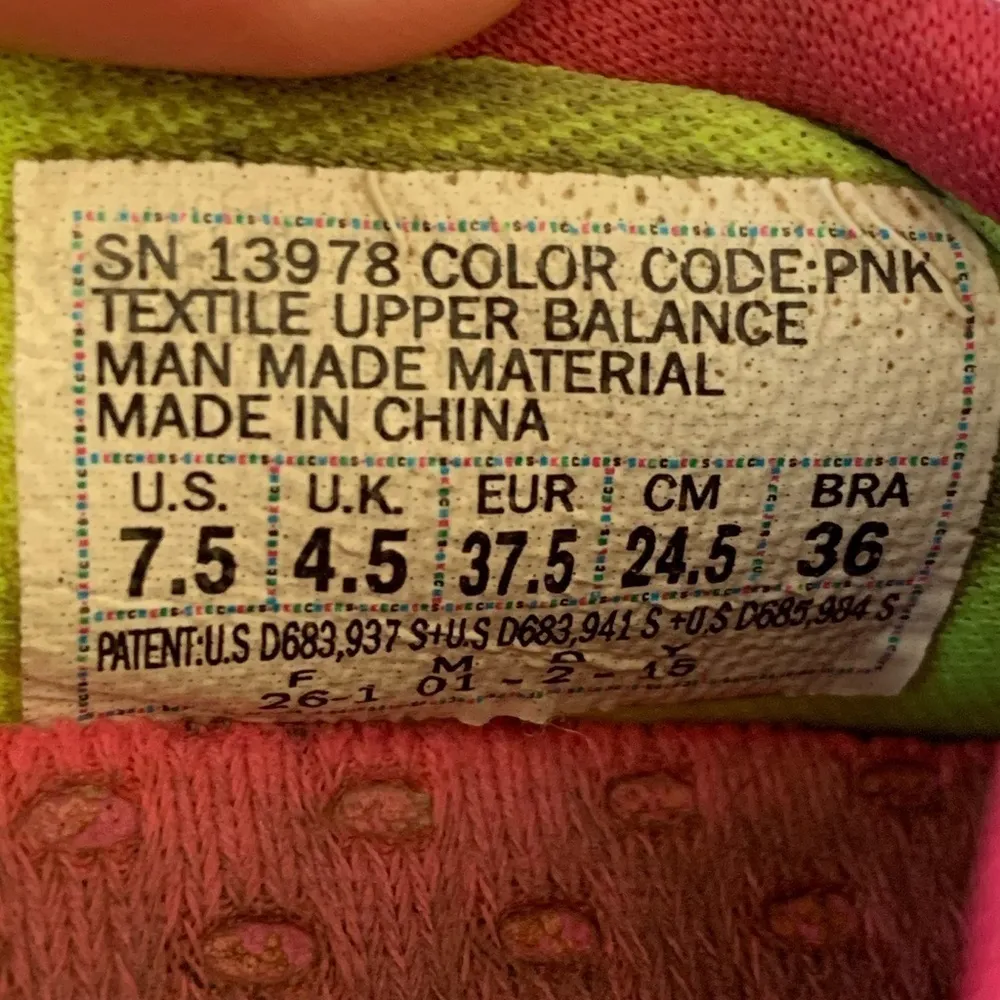 SN 13978 COLOR CODE:PNK
TEXTILE UPPER BALANCE
MAN MADE MATERIAL
MADE IN CHINA
U.S. U.K. EUR CM BRA
7.5 4.5 37.5 24.5 36
PATENT:U.S D683,937 S+U.S D683,941 S +U.S D685,984 S
F M D Y
26-1 01 - 2 - 15